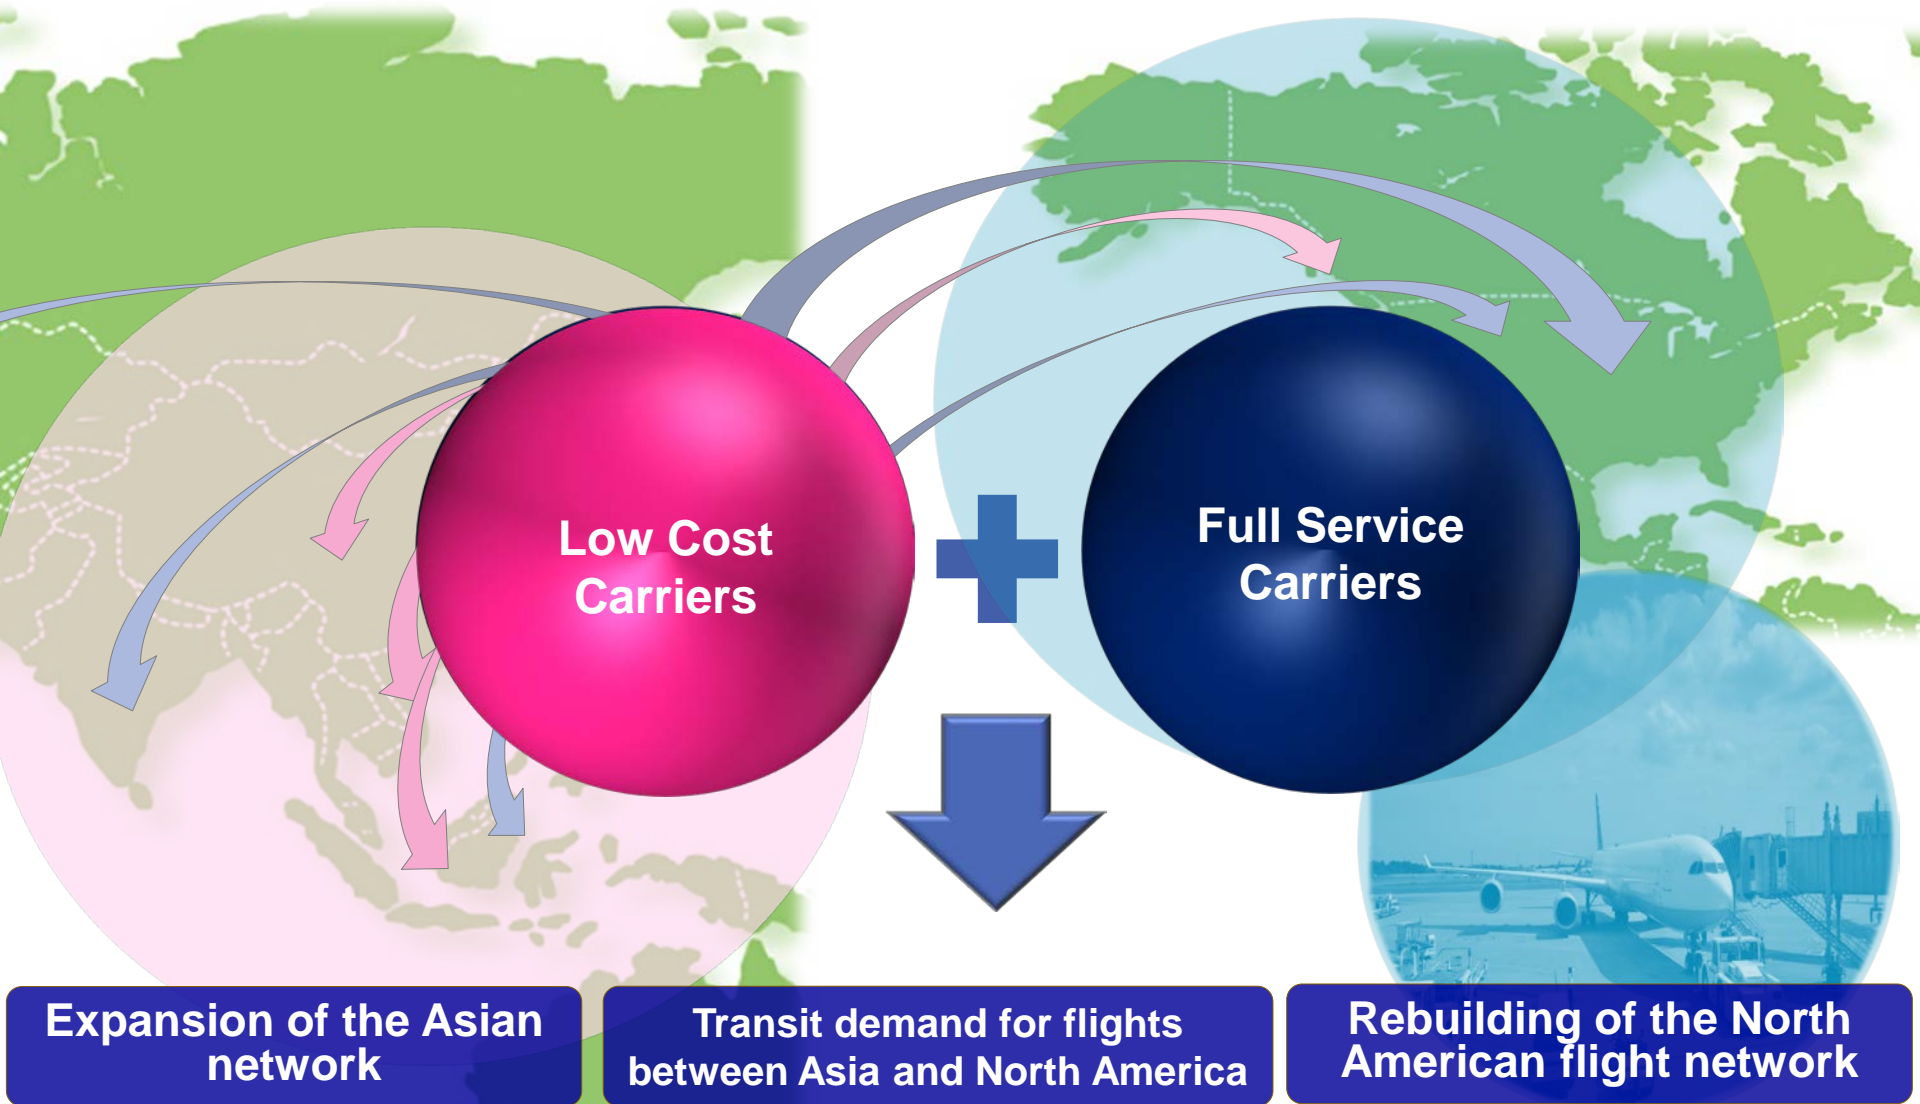 Low Cost
Carriers
Full Service
Carriers
Expansion of the Asian
network
Transit demand for flights
between Asia and North America
Rebuilding of the North
American flight network